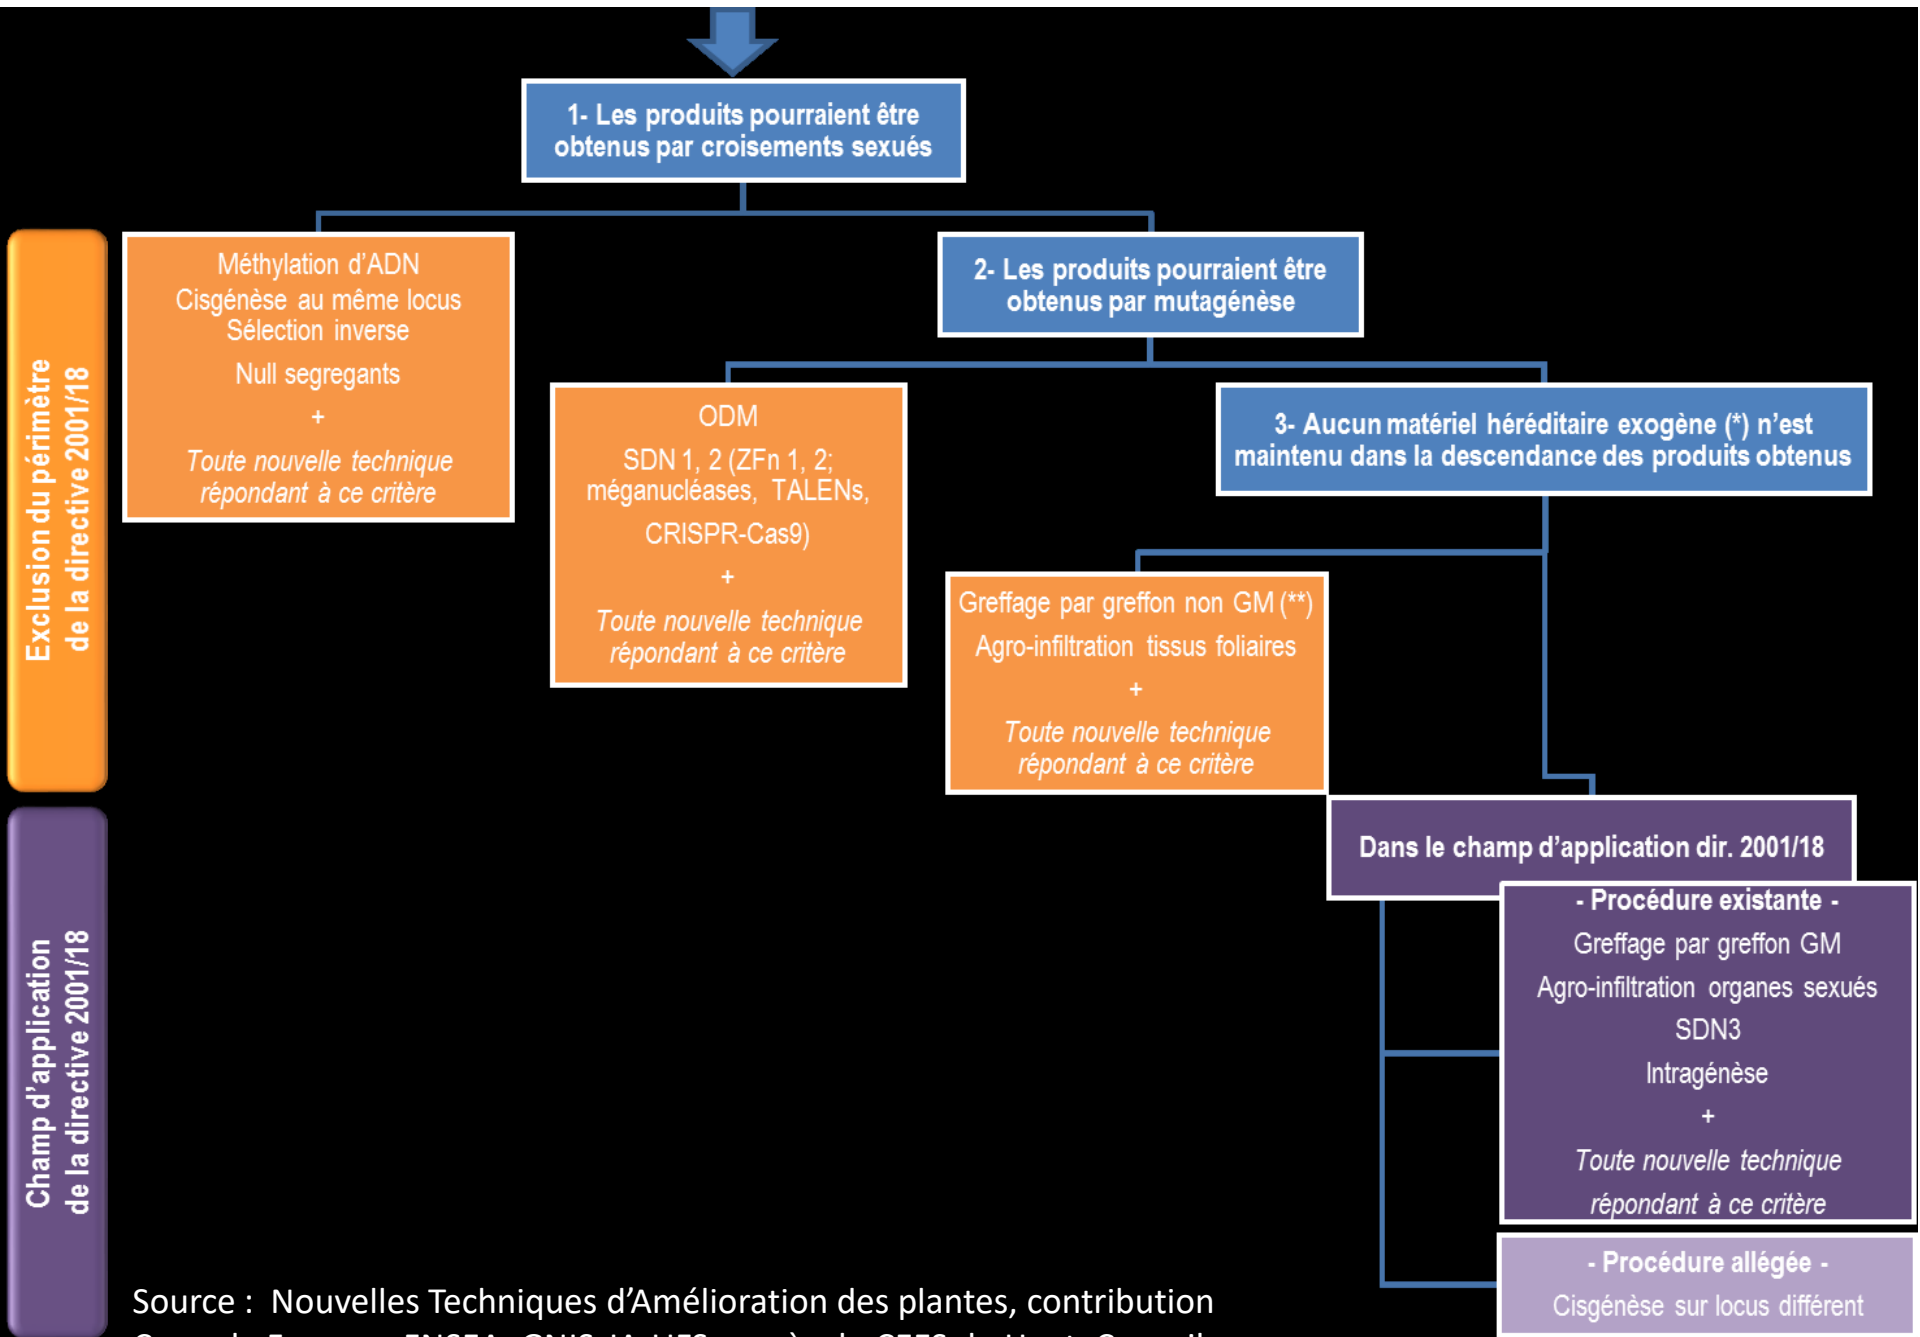 1- Les produits pourraient être
obtenus par croisements sexués
Exclusion du périmètre
de la directive 2001/18
Méthylation d'ADN
Cisgénèse au même locus
Sélection inverse
Null segregants
+
Toute nouvelle technique
répondant à ce critère
2- Les produits pourraient être
obtenus par mutagénèse
ODM
SDN 1, 2 (ZFn 1, 2;
méganucléases, TALENs,
CRISPR-Cas9)
+
Toute nouvelle technique
répondant à ce critère
3- Aucun matériel héréditaire exogène (*) n'est
maintenu dans la descendance des produits obtenus
Greffage par greffon non GM (**)
Agro-infiltration tissus foliaires
+
Toute nouvelle technique
répondant à ce critère
Champ d'application
de la directive 2001/18
Dans le champ d'application dir. 2001/18
- Procédure existante -
Greffage par greffon GM
Agro-infiltration organes sexués
SDN3
Intragénèse
+
Toute nouvelle technique
répondant à ce critère
- Procédure allégée -
Cisgénèse sur locus différent
Source : Nouvelles Techniques d'Amélioration des plantes, contribution